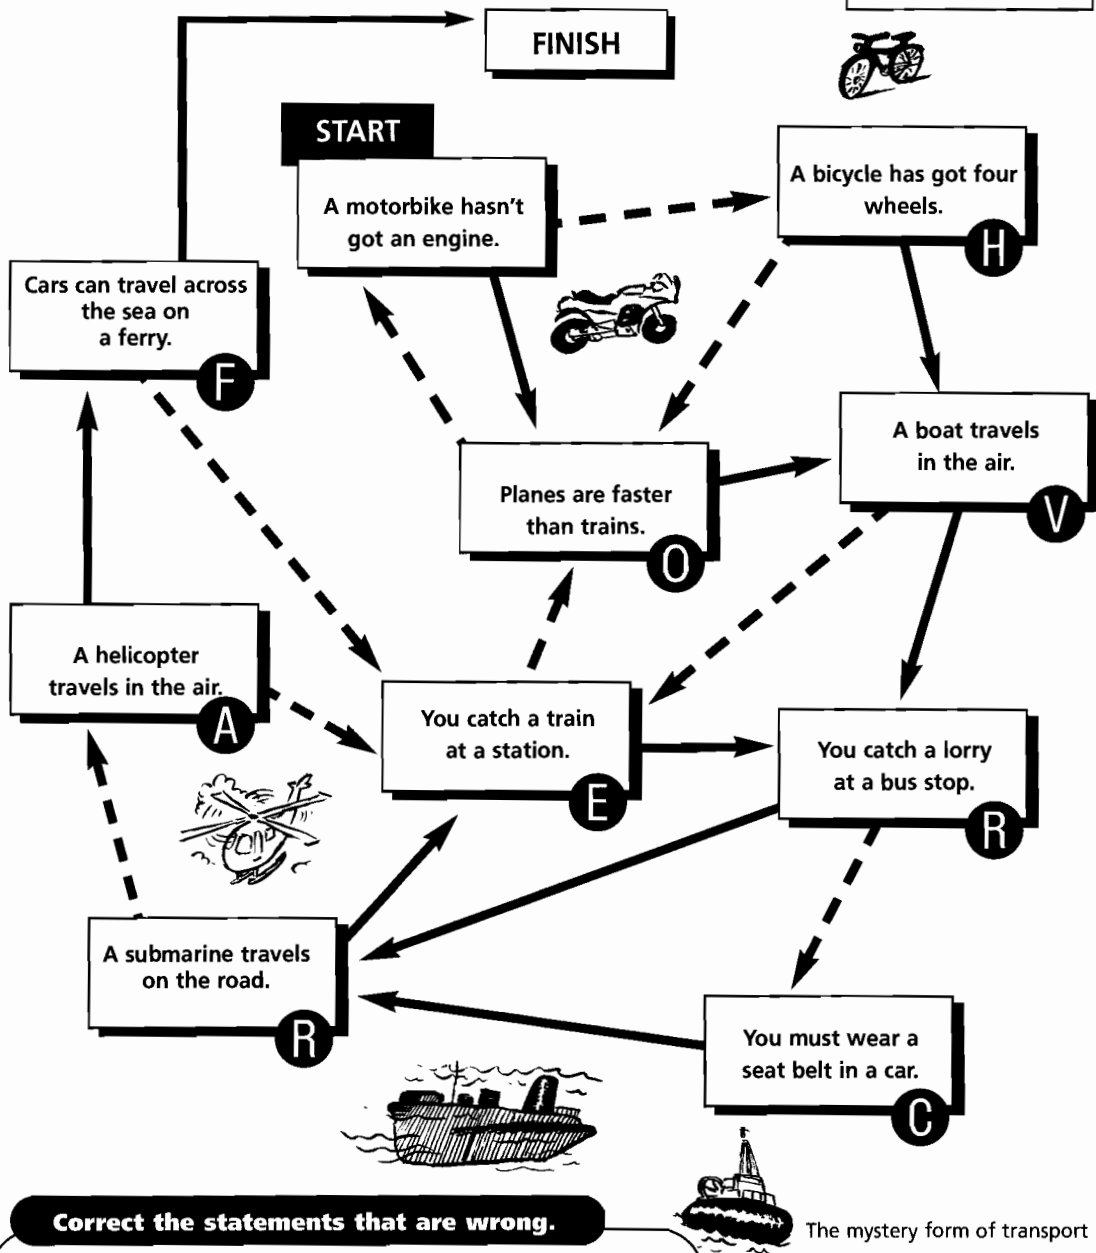 FINISH
START
A motorbike hasn't
got an engine.
A bicycle has got four
wheels.
H
Cars can travel across
the sea on
a ferry.
F
A boat travels
in the air.
V
Planes are faster
than trains.
O
A helicopter
travels in the air.
A
You catch a train
at a station.
E
You catch a lorry
at a bus stop.
R
A submarine travels
on the road.
R
You must wear a
seat belt in a car.
C
Correct the statements that are wrong.
The mystery form of transport